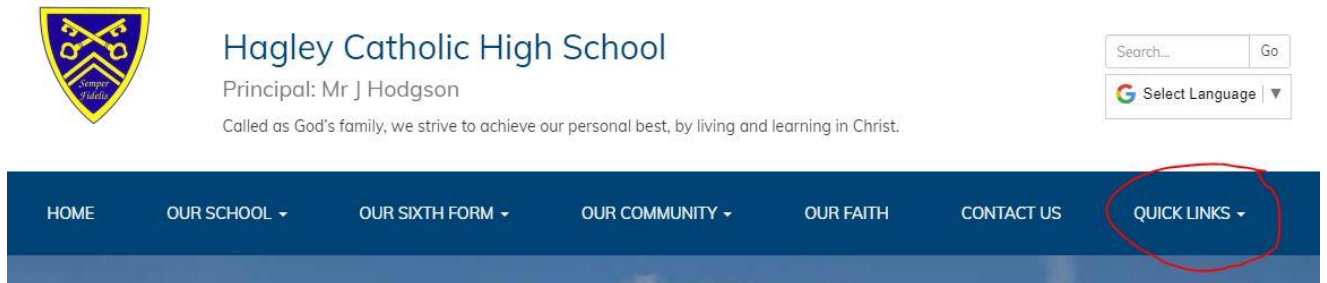 Semper
Fidelis
Hagley Catholic High School
Principal: Mr J Hodgson
Called as God's family, we strive to achieve our personal best, by living and learning in Christ.
Search... Go
G Select Language
HOME OUR SCHOOL OUR SIXTH FORM OUR COMMUNITY OUR FAITH CONTACT US QUICK LINKS